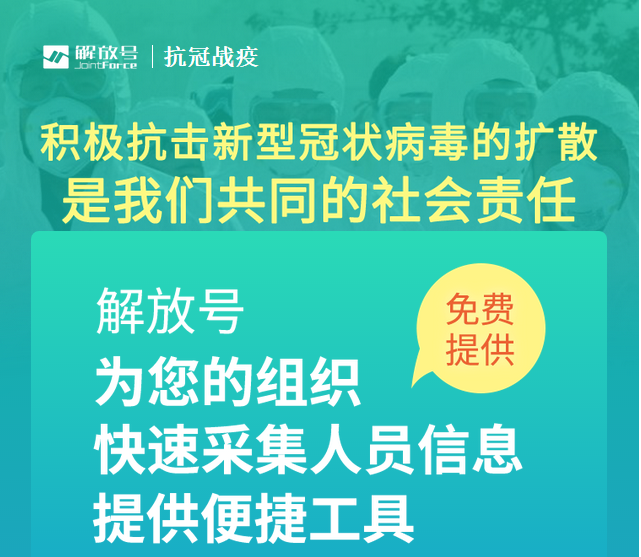 解放号 抗冠战疫
JointForce
积极抗击新型冠状病毒的扩散
是我们共同的社会责任
解放号
免费
提供
为您的组织
快速采集人员信息
提供便捷工具